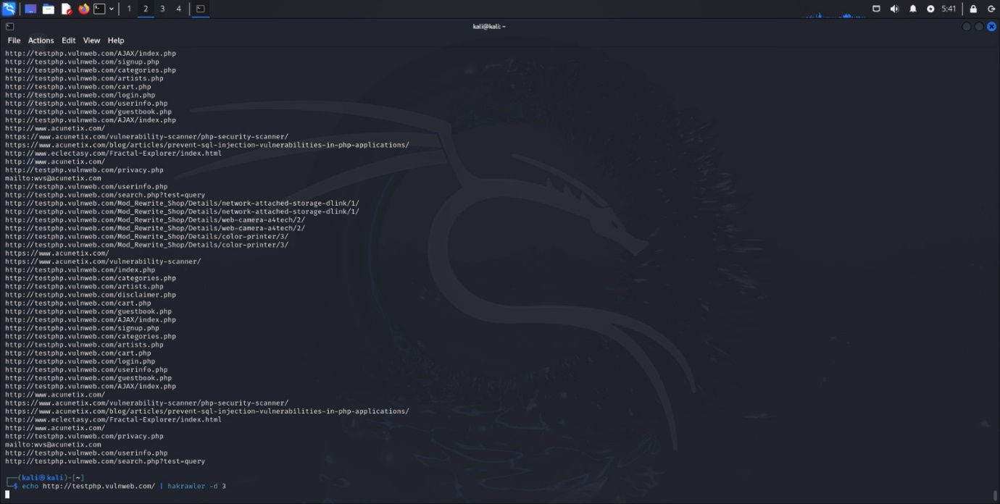 1 2 3 4 5:41
kali@kali: ~
File Actions Edit View Help
http://testphp.vulnweb.com/AJAX/index.php
http://testphp.vulnweb.com/signup.php
http://testphp.vulnweb.com/categories.php
http://testphp.vulnweb.com/artists.php
http://testphp.vulnweb.com/cart.php
http://testphp.vulnweb.com/login.php
http://testphp.vulnweb.com/userinfo.php
http://testphp.vulnweb.com/guestbook.php
http://testphp.vulnweb.com/AJAX/index.php
http://www.acunetix.com/
https://www.acunetix.com/vulnerability-scanner/php-security-scanner/
https://www.acunetix.com/blog/articles/prevent-sql-injection-vulnerabilities-in-php-applications/
http://www.eclectasy.com/Fractal-Explorer/index.html
http://www.acunetix.com/
http://testphp.vulnweb.com/privacy.php
mailto:wvs@acunetix.com
http://testphp.vulnweb.com/userinfo.php
http://testphp.vulnweb.com/search.php?test=query
http://testphp.vulnweb.com/Mod_Rewrite_Shop/Details/network-attached-storage-dlink/1/
http://testphp.vulnweb.com/Mod_Rewrite_Shop/Details/network-attached-storage-dlink/1/
http://testphp.vulnweb.com/Mod_Rewrite_Shop/Details/web-camera-a4tech/2/
http://testphp.vulnweb.com/Mod_Rewrite_Shop/Details/web-camera-a4tech/2/
http://testphp.vulnweb.com/Mod_Rewrite_Shop/Details/color-printer/3/
http://testphp.vulnweb.com/Mod_Rewrite_Shop/Details/color-printer/3/
https://www.acunetix.com/
https://www.acunetix.com/vulnerability-scanner/
http://testphp.vulnweb.com/index.php
http://testphp.vulnweb.com/categories.php
http://testphp.vulnweb.com/artists.php
http://testphp.vulnweb.com/disclaimer.php
http://testphp.vulnweb.com/cart.php
http://testphp.vulnweb.com/guestbook.php
http://testphp.vulnweb.com/AJAX/index.php
http://testphp.vulnweb.com/signup.php
http://testphp.vulnweb.com/categories.php
http://testphp.vulnweb.com/artists.php
http://testphp.vulnweb.com/cart.php
http://testphp.vulnweb.com/login.php
http://testphp.vulnweb.com/userinfo.php
http://testphp.vulnweb.com/guestbook.php
http://testphp.vulnweb.com/AJAX/index.php
http://www.acunetix.com/
https://www.acunetix.com/vulnerability-scanner/php-security-scanner/
https://www.acunetix.com/blog/articles/prevent-sql-injection-vulnerabilities-in-php-applications/
http://www.eclectasy.com/Fractal-Explorer/index.html
http://www.acunetix.com/
http://testphp.vulnweb.com/privacy.php
mailto:wvs@acunetix.com
http://testphp.vulnweb.com/userinfo.php
http://testphp.vulnweb.com/search.php?test=query
┌──(kali㉿kali)-[~]
└─$ echo http://testphp.vulnweb.com/ | hakrawler -d 3